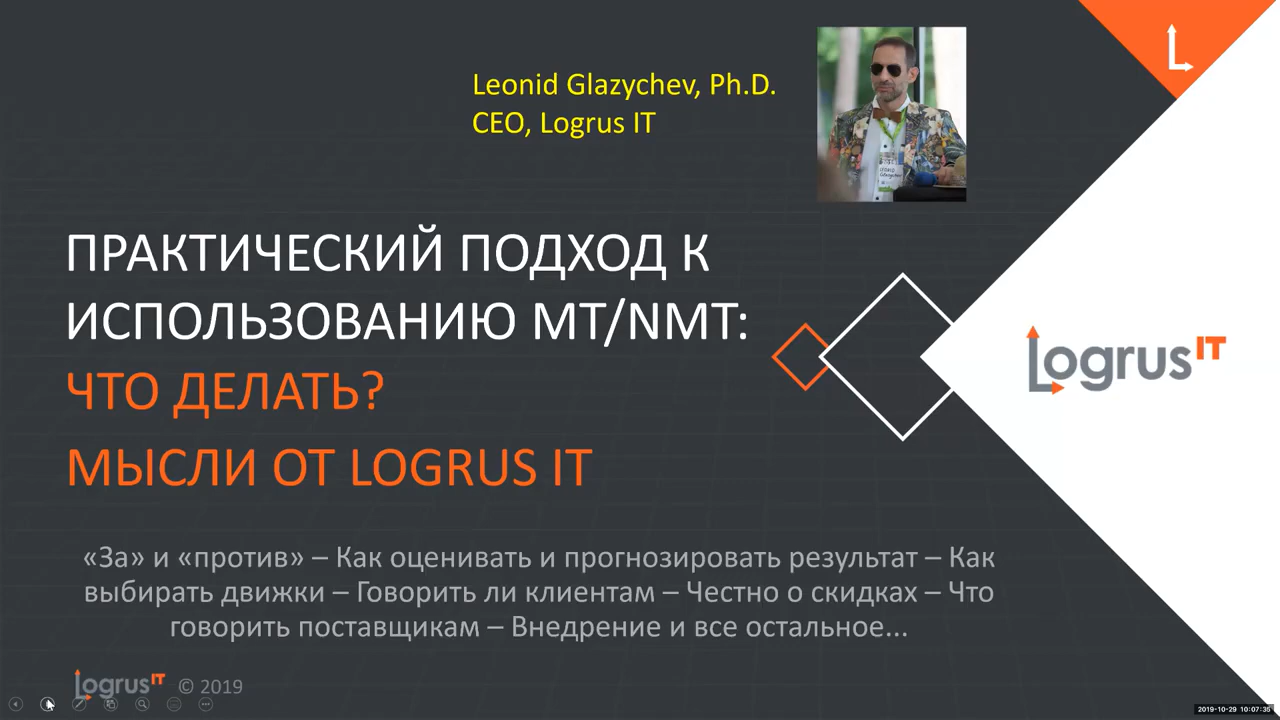 Leonid Glazychev, Ph.D.
CEO, Logrus IT
ПРАКТИЧЕСКИЙ ПОДХОД К
ИСПОЛЬЗОВАНИЮ MT/NMT:
ЧТО ДЕЛАТЬ?
МЫСЛИ ОТ LOGRUS IT
Logrus IT
«За» и «против» – Как оценивать и прогнозировать результат – Как
выбирать движки – Говорить ли клиентам – Честно о скидках – Что
говорить поставщикам – Внедрение и все остальное...
Logrus IT © 2019
2019-10-29 10:07:35